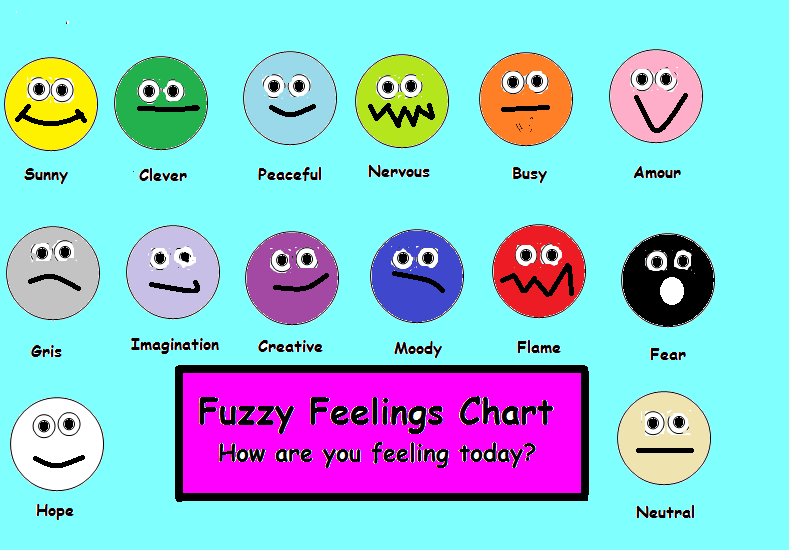 Sunny
Clever
Peaceful
Nervous
Busy
Amour
Gris
Imagination
Creative
Moody
Flame
Fear
Fuzzy Feelings Chart
How are you feeling today?
Hope
Neutral